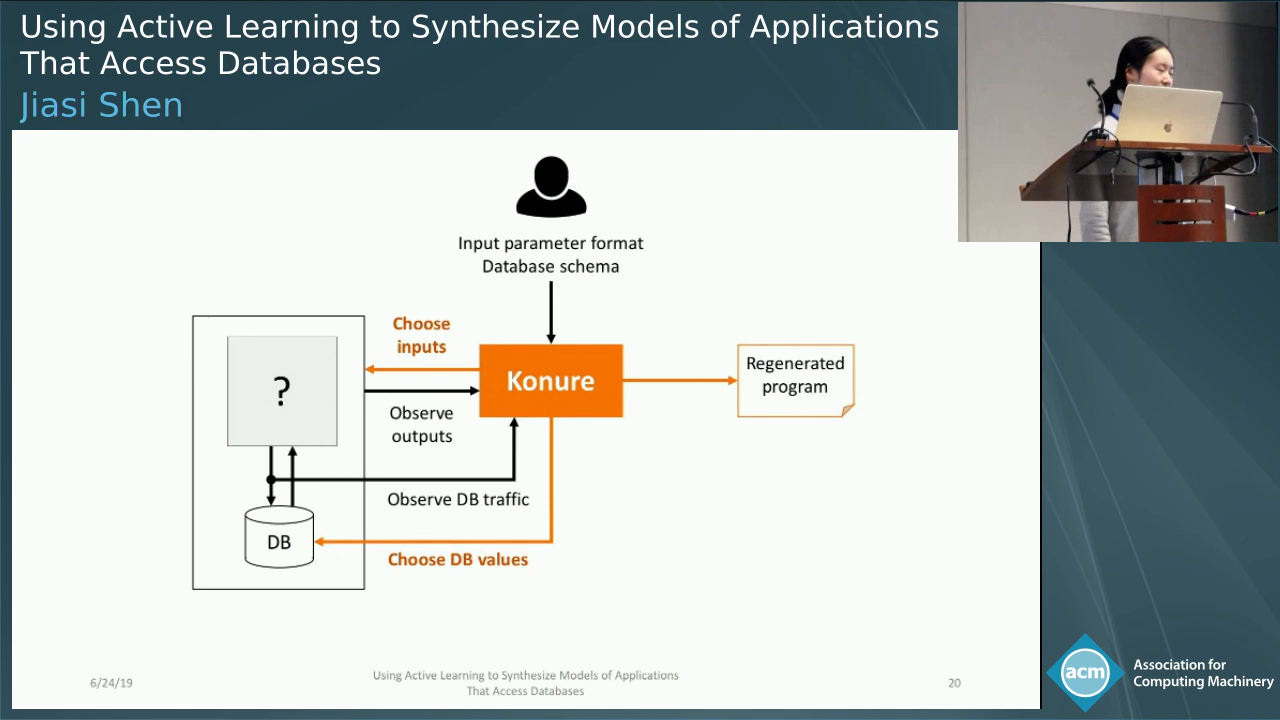 Using Active Learning to Synthesize Models of Applications
That Access Databases
Jiasi Shen
Input parameter format
Database schema
Choose
inputs
?
Konure
Regenerated
program
Observe
outputs
Observe DB traffic
DB
Choose DB values
6/24/19
Using Active Learning to Synthesize Models of Applications
That Access Databases
20
acm
Association for
Computing Machinery